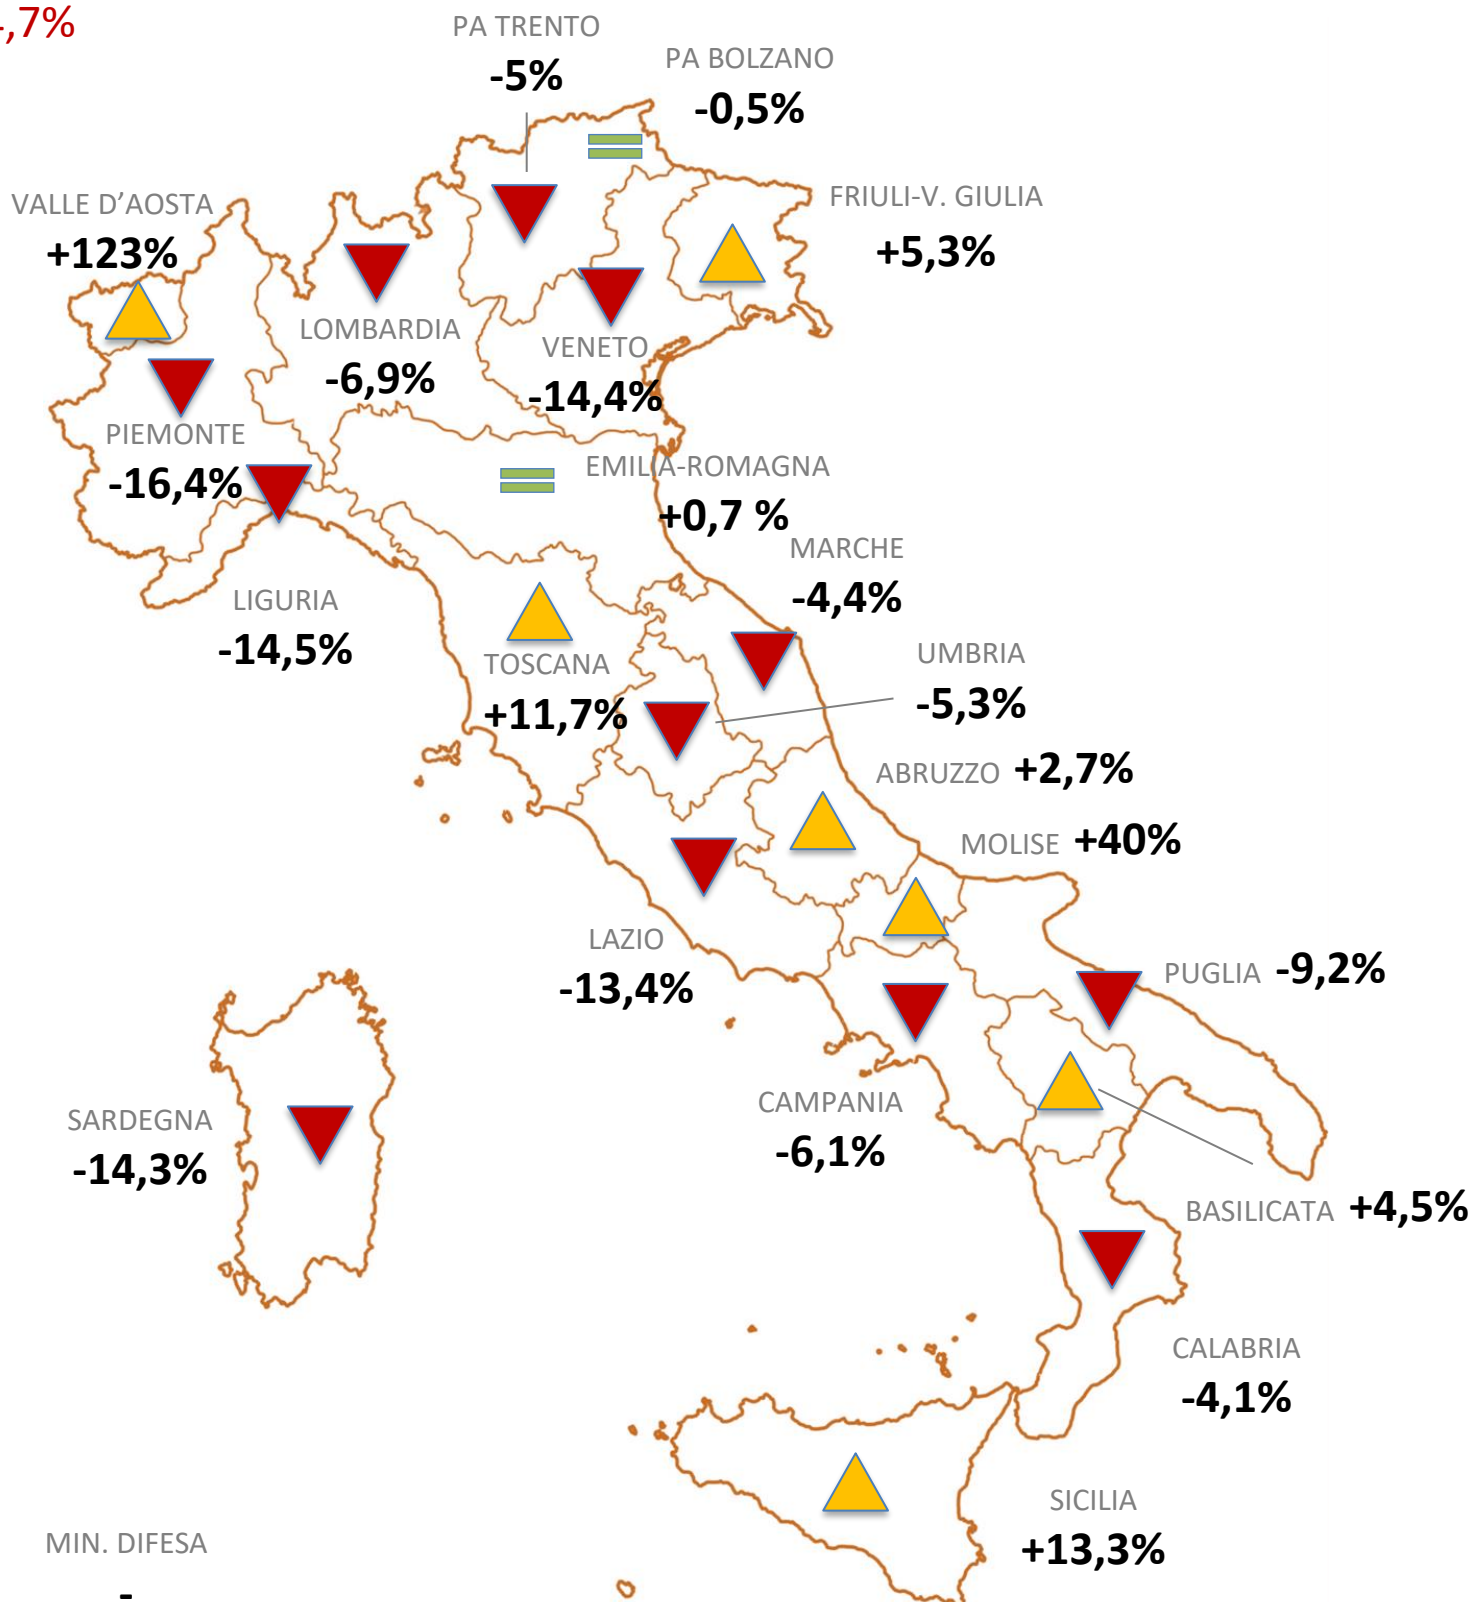 ,7%
PA TRENTO
-5%
PA BOLZANO
-0,5%
VALLE D’AOSTA
+123%
FRIULI-V. GIULIA
+5,3%
LOMBARDIA
-6,9%
VENETO
-14,4%
PIEMONTE
-16,4%
EMILIA-ROMAGNA
+0,7 %
MARCHE
-4,4%
LIGURIA
-14,5%
TOSCANA
+11,7%
UMBRIA
-5,3%
ABRUZZO +2,7%
MOLISE +40%
LAZIO
-13,4%
PUGLIA -9,2%
CAMPANIA
-6,1%
SARDEGNA
-14,3%
BASILICATA +4,5%
CALABRIA
-4,1%
SICILIA
+13,3%
MIN. DIFESA
-